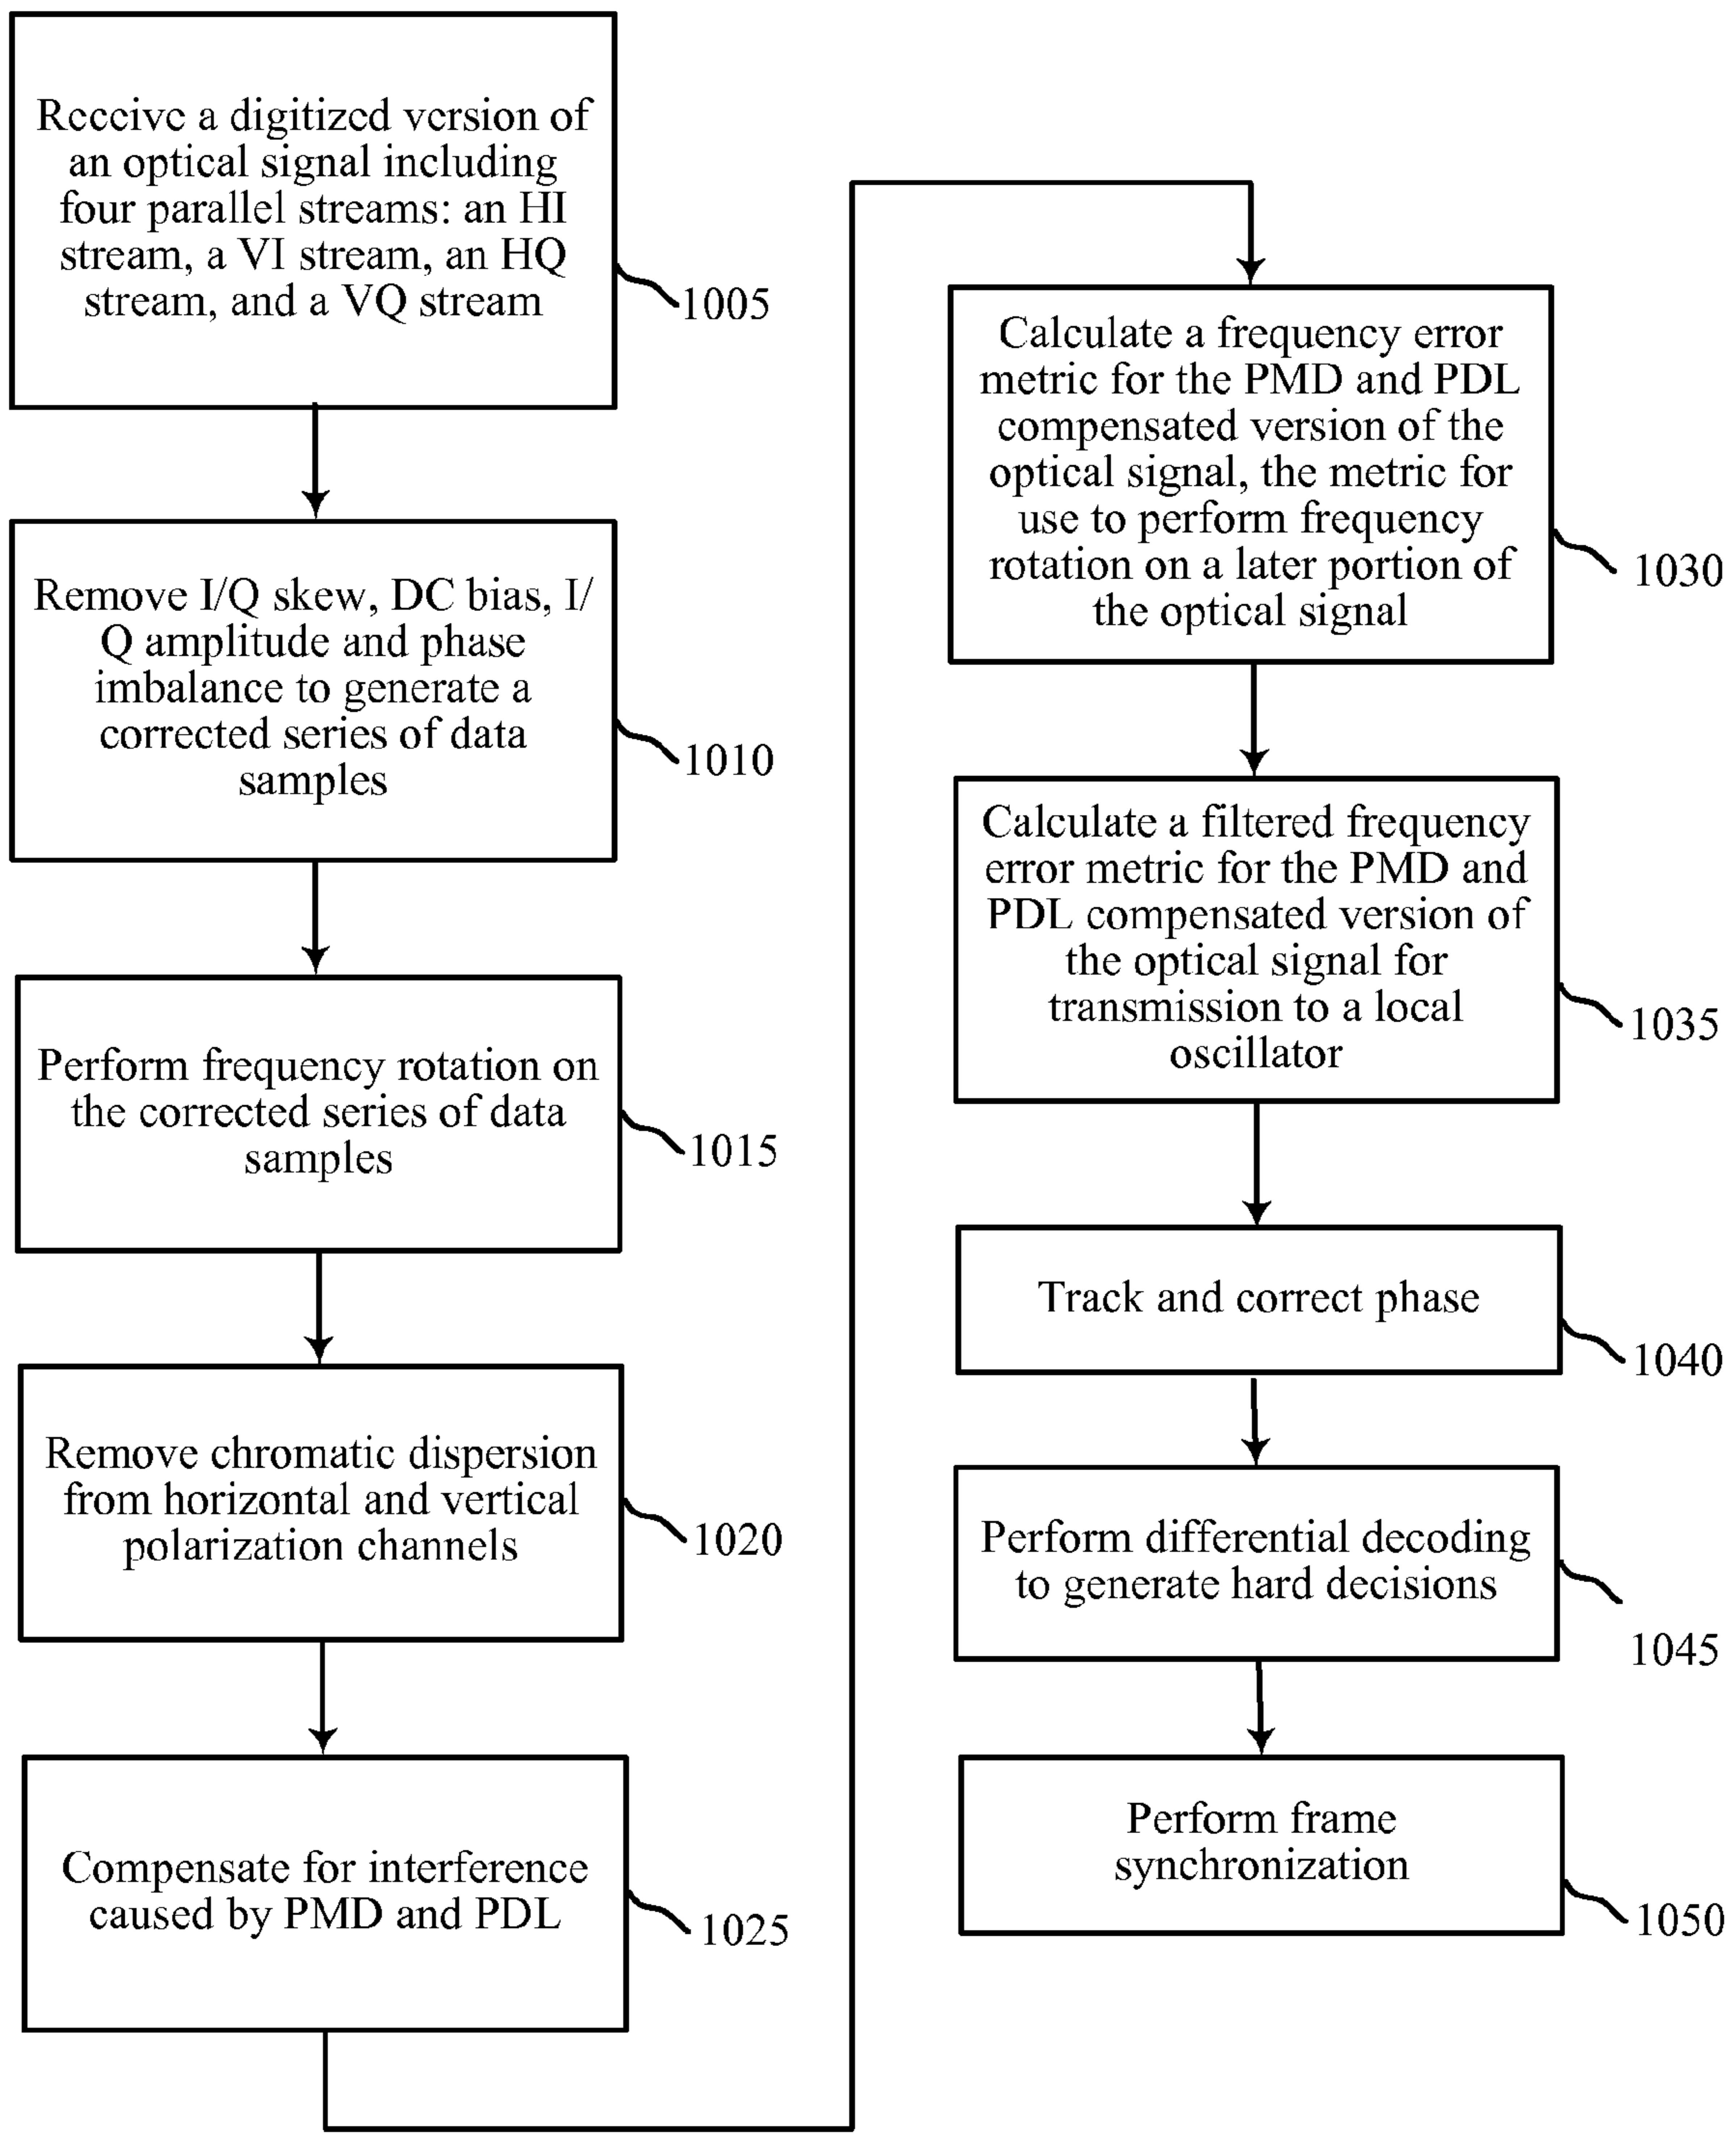 Receive a digitized version of
an optical signal including
four parallel streams: an HI
stream, a VI stream, an HQ
stream, and a VQ stream
1005
Remove I/Q skew, DC bias, I/
Q amplitude and phase
imbalance to generate a
corrected series of data
samples
1010
Perform frequency rotation on
the corrected series of data
samples
1015
Remove chromatic dispersion
from horizontal and vertical
polarization channels
1020
Compensate for interference
caused by PMD and PDL
1025
Calculate a frequency error
metric for the PMD and PDL
compensated version of the
optical signal, the metric for
use to perform frequency
rotation on a later portion of
the optical signal
1030
Calculate a filtered frequency
error metric for the PMD and
PDL compensated version of
the optical signal for
transmission to a local
oscillator
1035
Track and correct phase
1040
Perform differential decoding
to generate hard decisions
1045
Perform frame
synchronization
1050